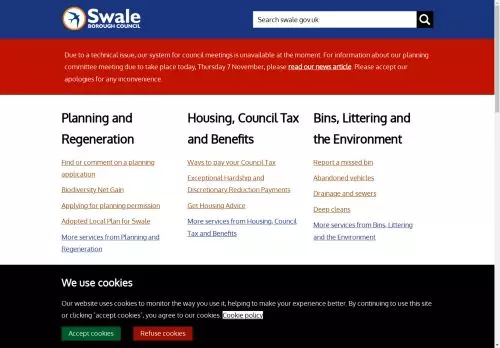 Swale
BOROUGH COUNCIL
Search swale.gov.uk
Due to a technical issue, our system for council meetings is unavailable at the moment. For information about our planning
committee meeting due to take place today, Thursday 7 November, please read our news article. Please accept our
apologies for any inconvenience.
Planning and
Regeneration
Find or comment on a planning
application
Biodiversity Net Gain
Applying for planning permission
Adopted Local Plan for Swale
More services from Planning and
Regeneration
Housing, Council Tax
and Benefits
Ways to pay your Council Tax
Exceptional Hardship and
Discretionary Reduction Payments
Get Housing Advice
More services from Housing, Council
Tax and Benefits
Bins, Littering and
the Environment
Report a missed bin
Abandoned vehicles
Drainage and sewers
Deep cleans
More services from Bins, Littering
and the Environment
We use cookies
Our website uses cookies to monitor the way you use it, helping to make your experience better. By continuing to use this site
or clicking "accept cookies", you agree to our cookies. Cookie policy
Accept cookies
Refuse cookies